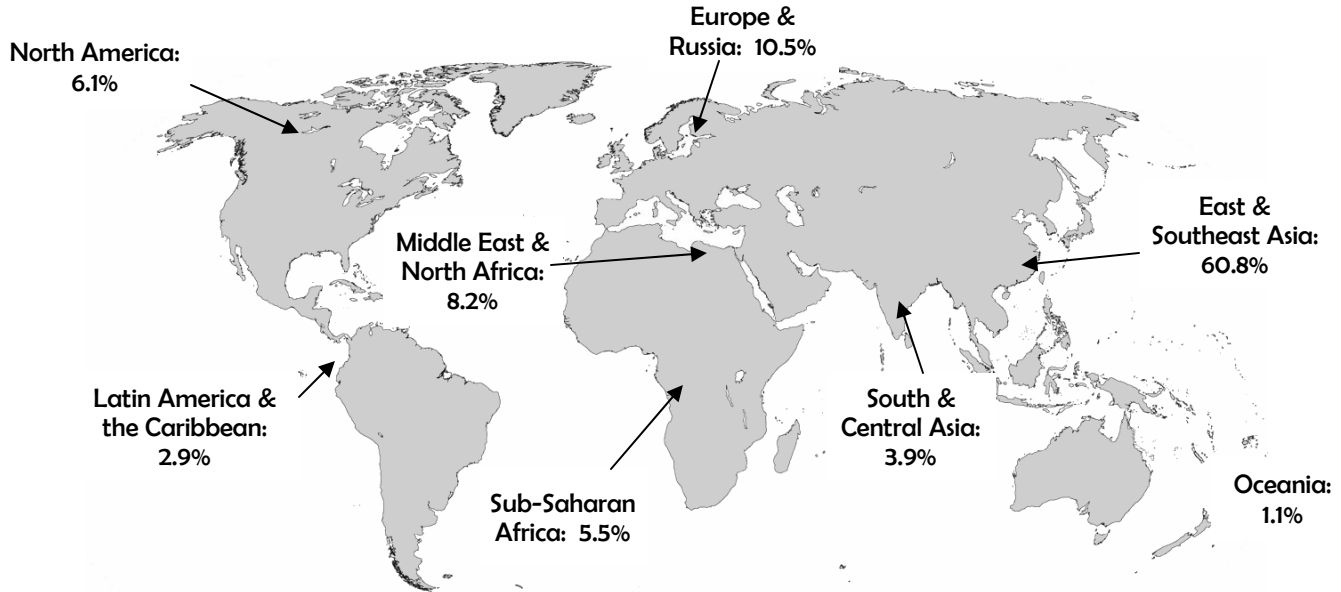 Europe &
Russia: 10.5%
North America:
6.1%
East &
Southeast Asia:
60.8%
Middle East &
North Africa:
8.2%
Latin America &
the Caribbean:
2.9%
South &
Central Asia:
3.9%
Sub-Saharan
Africa: 5.5%
Oceania:
1.1%